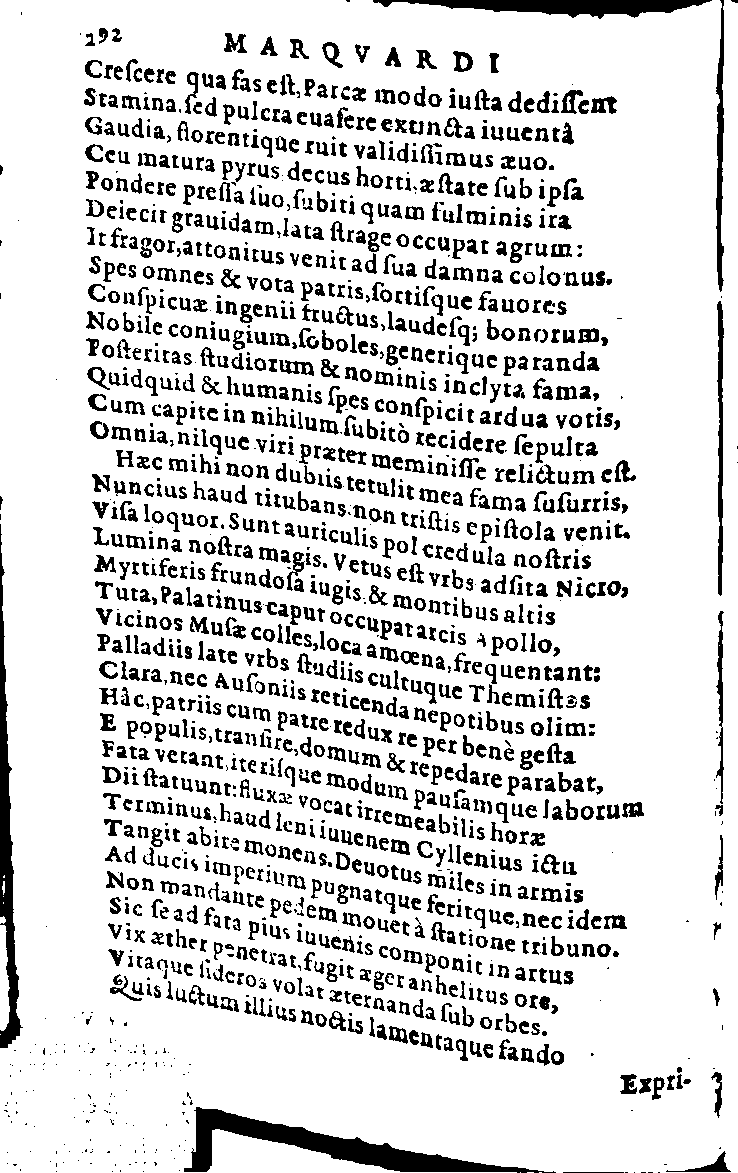 292
MARQVARDI
Creſcere qua fas eſt, Parcæ modo iuſta dediſſent
Stamina. ſed pulcra euaſere extincta iuuentâ
Gaudia, florentique ruit validiſſimus æuo.
Ceu matura pyrus decus horti, æſtate ſub ipſa
Pondere preſſa ſuo, ſubiti quam fulminis ira
Deiecit grauidam, lata ſtrage occupat agrum:
It fragor, attonitus venit ad ſua damna colonus.
Spes omnes & vota patris, ſortiſque fauores
Conſpicuæ ingenii fructus, laudeſq; bonorum,
Nobile coniugium, ſoboles, generique paranda
Poſteritas ſtudiorum & nominis inclyta fama,
Quidquid & humanis ſpes conſpicit ardua votis,
Cum capite in nihilum ſubitò recidere ſepulta
Omnia, nilque viri præter meminiſſe relictum eſt.
Hæc mihi non dubiis tetulit mea fama ſuſurris,
Nuncius haud titubans. non triſtis epiſtola venit.
Viſa loquor. Sunt auriculis pol credula noſtris
Lumina noſtra magis. Vetus eſt vrbs adſita Nicro,
Myrtiferis frundoſa iugis & montibus altis
Tuta, Palatinus caput occupat arcis Apollo,
Vicinos Muſæ colles, loca amœna, frequentant:
Palladiis late vrbs ſtudiis cultuque Themiſtos
Clara, nec Auſoniis reticenda nepotibus olim:
Hâc, patriis cum patre redux re per benè geſta
E populis, tranſire, domum & repedare parabat,
Fata vetant, iteriſque modum pauſamque laborum
Dii ſtatuunt: fluxæ vocat irremeabilis horæ
Terminus, haud leni iuuenem Cyllenius ictu
Tangit abire monens. Deuotus miles in armis
Ad ducis imperium pugnatque feritque, nec idem
Non mandante pedem mouet à ſtatione tribuno.
Sic ſe ad fata pius iuuenis componit in artus
Vix æther penetrat, fugit æger anhelitus ore,
Vitaque ſideros volat æternanda ſub orbes.
Quis luctum illius noctis lamentaque fando
Expri-